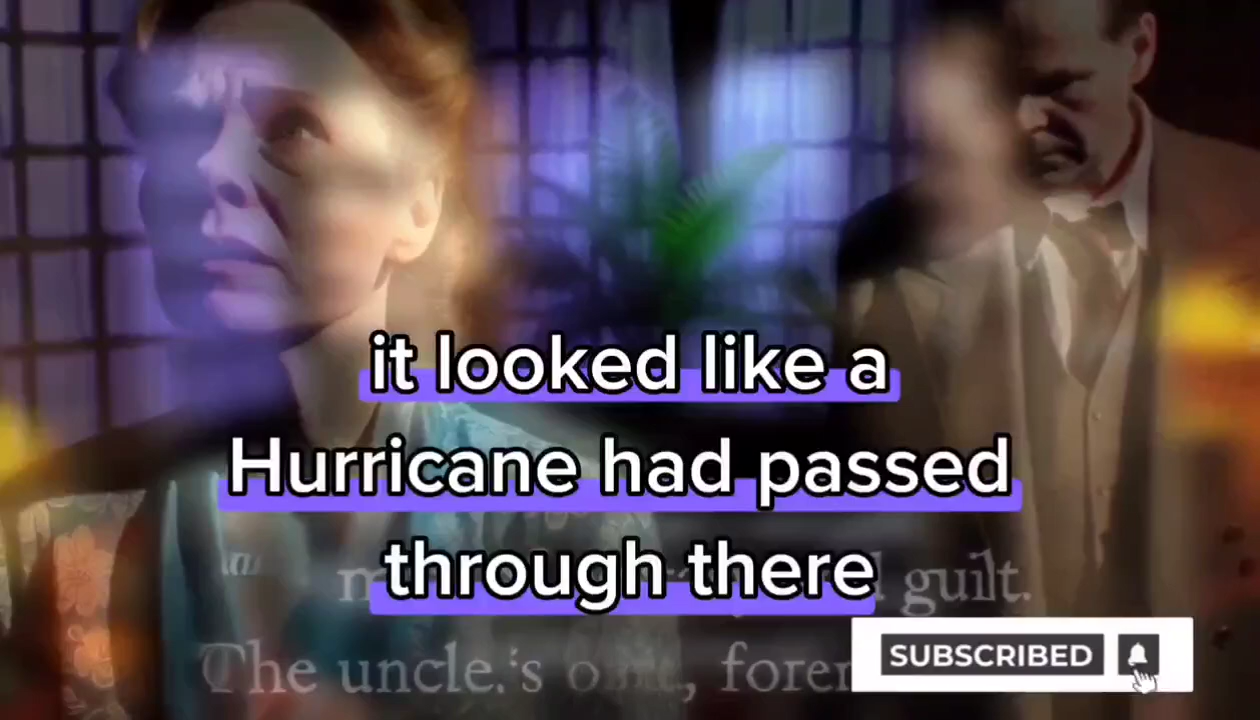 it looked like a
Hurricane had passed
through there
guilt.
The uncle.'s
SUBSCRIBED